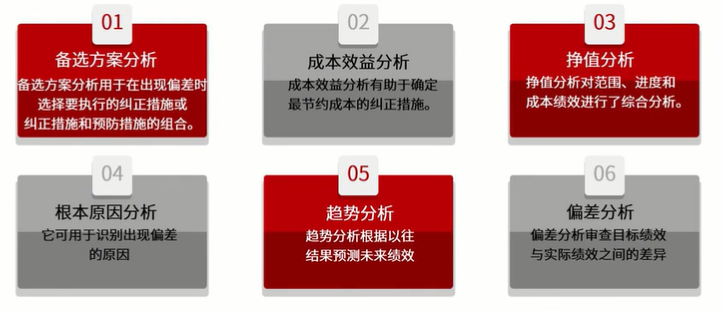 01
备选方案分析
备选方案分析用于在出现偏差时
选择要执行的纠正措施或
纠正措施和预防措施的组合。
02
成本效益分析
成本效益分析有助于确定
最节约成本的纠正措施。
03
挣值分析
挣值分析对范围、进度和
成本绩效进行了综合分析。
04
根本原因分析
它可用于识别出现偏差
的原因
05
趋势分析
趋势分析根据以往
结果预测未来绩效
06
偏差分析
偏差分析审查目标绩效
与实际绩效之间的差异